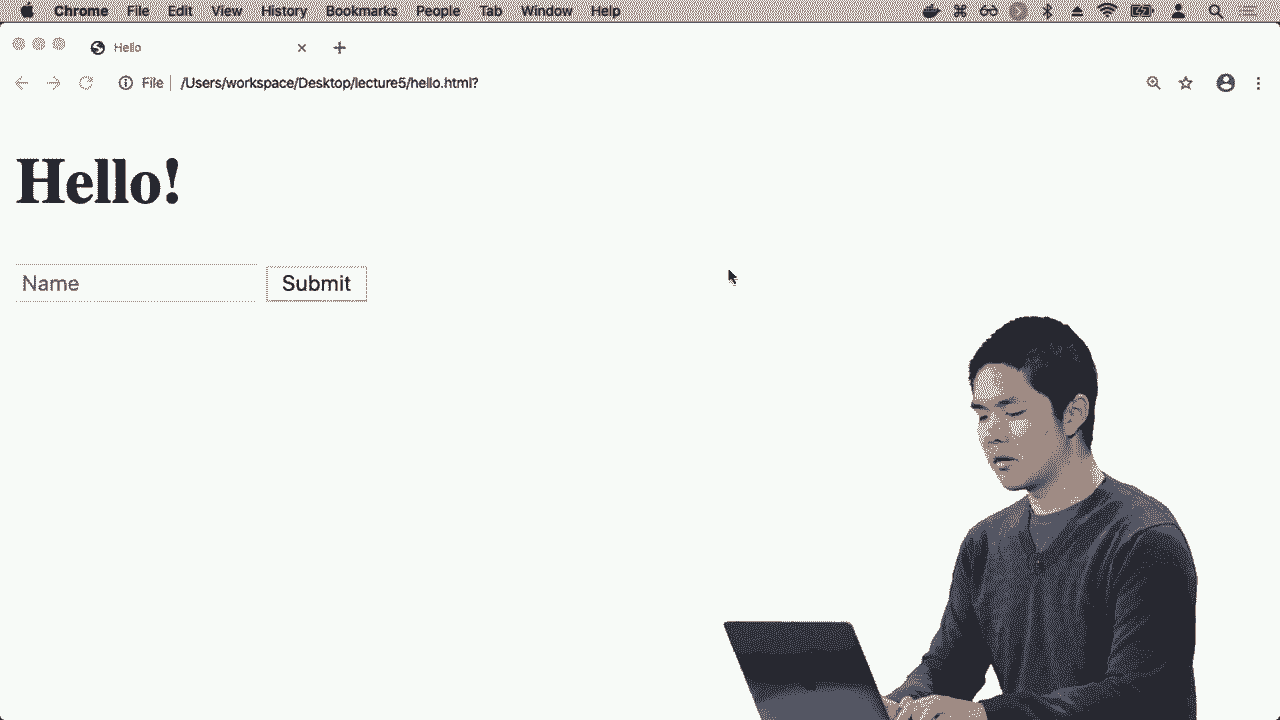 Chrome File Edit View History Bookmarks People Tab Window Help
Hello
File /Users/workspace/Desktop/lecture5/hello.html?
Hello!
Name Submit